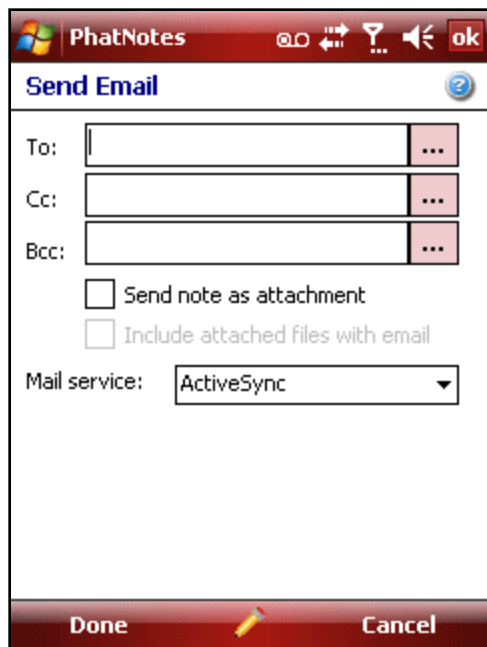 PhatNotes ok
Send Email ?
To: ...
Cc: ...
Bcc: ...
Send note as attachment
Include attached files with email
Mail service: ActiveSync
Done Cancel